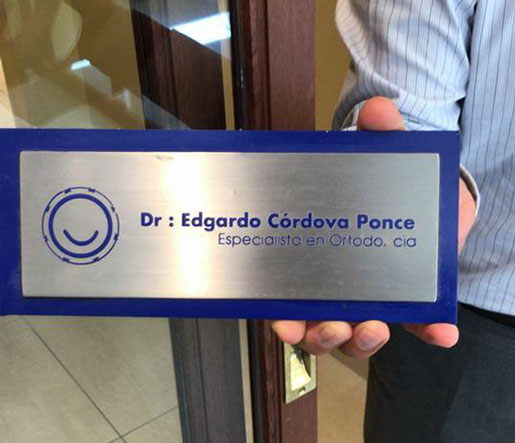 Dr : Edgardo Córdova Ponce
Especialista en Ortodo. cia